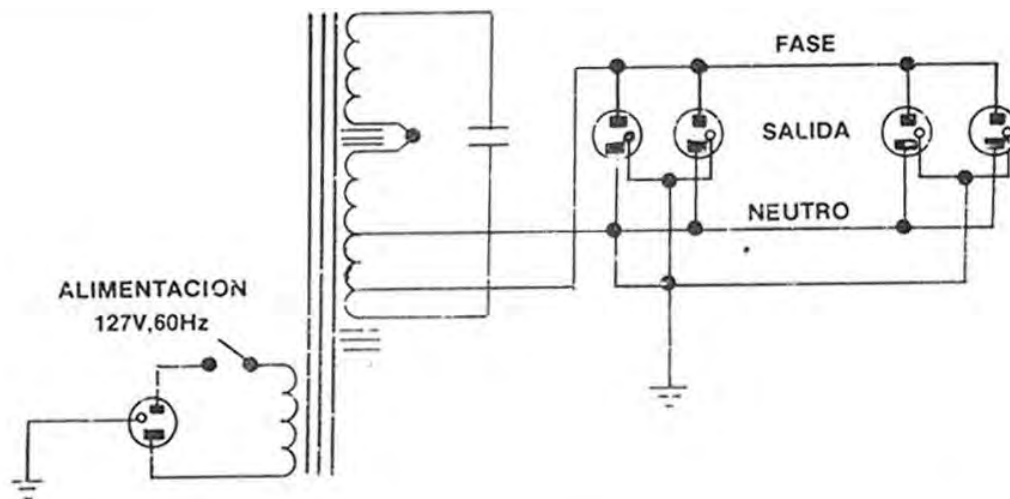 FASE
SALIDA
NEUTRO
ALIMENTACION
127V,60Hz